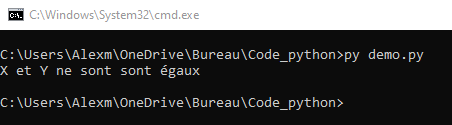 C:\Windows\System32\cmd.exe
C:\Users\Alexm\OneDrive\Bureau\Code_python>py demo.py
X et Y ne sont sont égaux
C:\Users\Alexm\OneDrive\Bureau\Code_python>